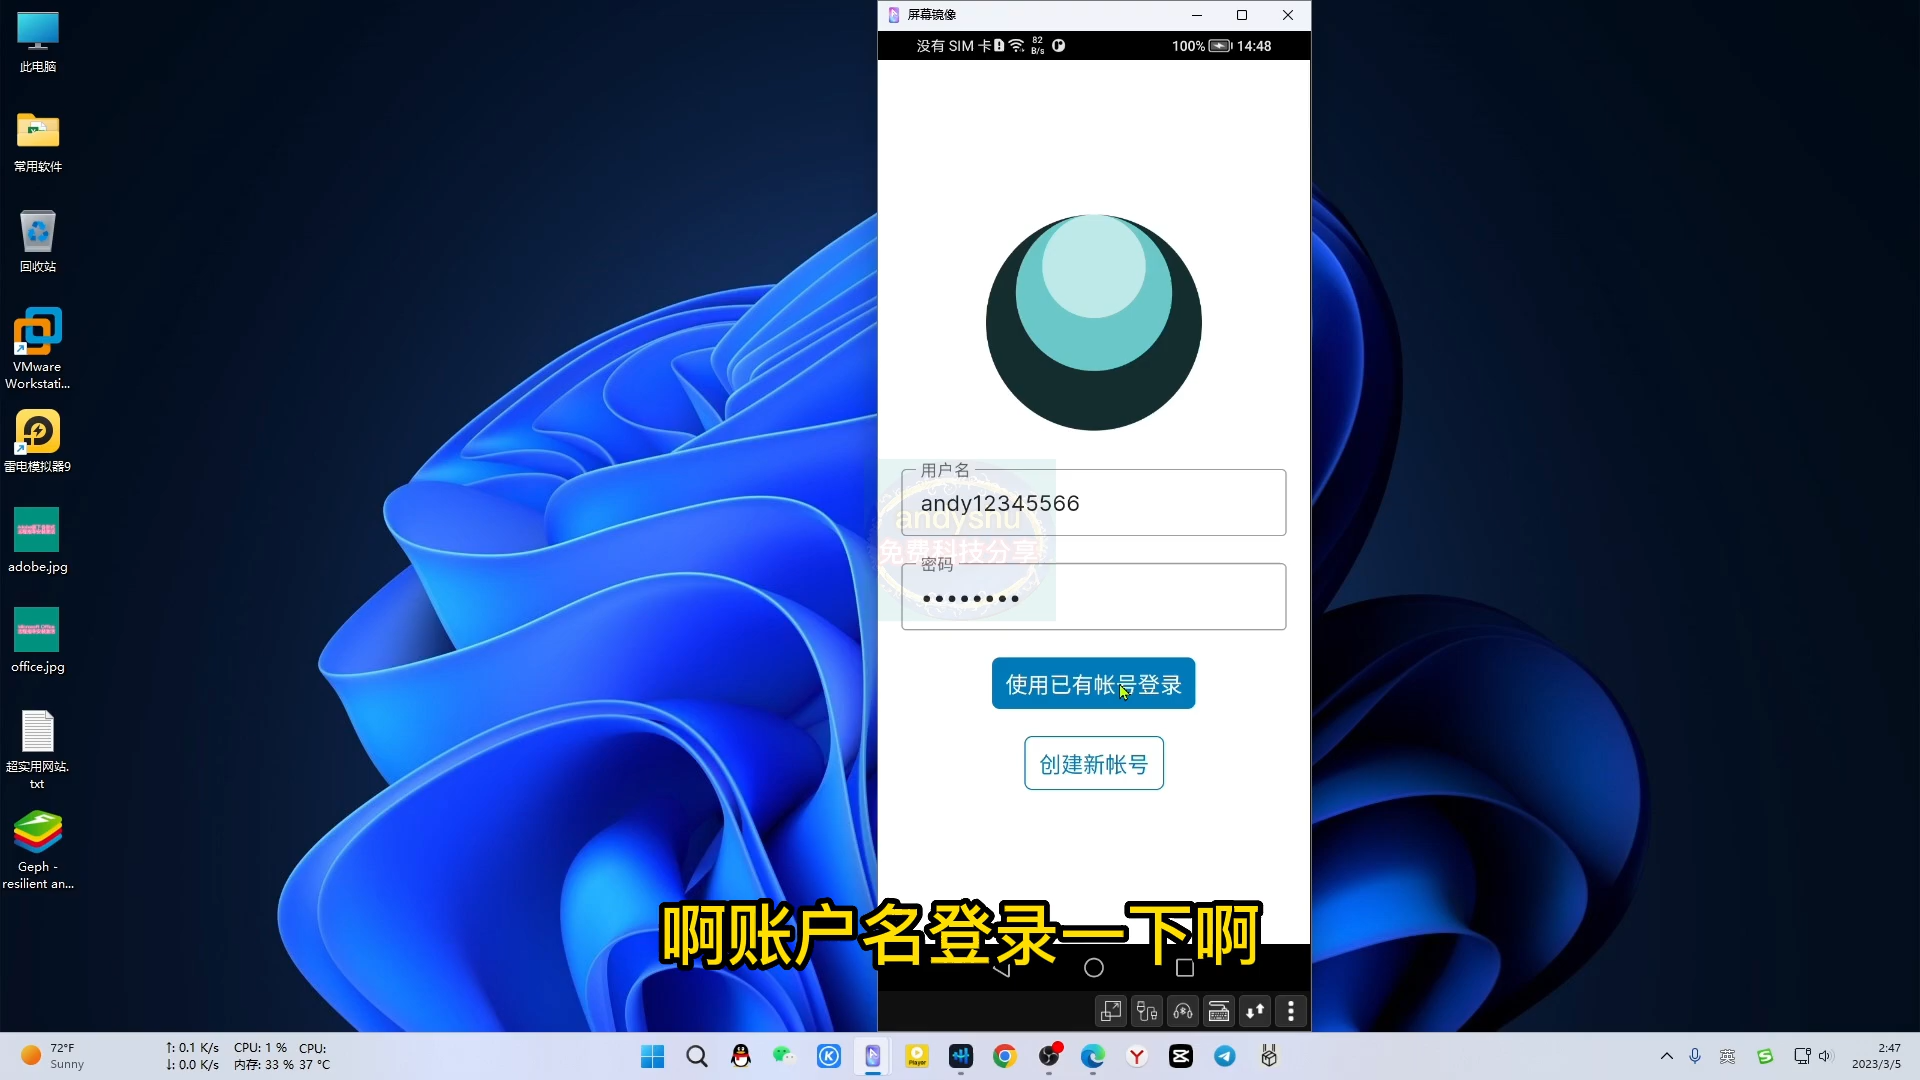 此电脑
常用软件
回收站
VMware
Workstati...
雷电模拟器9
adobe.jpg
office.jpg
超实用网站.
txt
Geph -
resilient an...
屏幕镜像
没有 SIM 卡
82
B/s
100%
14:48
用户名
andy12345566
andyshu
免费科技分享
密码
使用已有帐号登录
创建新帐号
啊账户名登录一下啊
72°F
Sunny
↑: 0.1 K/s CPU: 1 % CPU:
↓: 0.0 K/s 内存: 33 % 37 °C
Player
英
2:47
2023/3/5